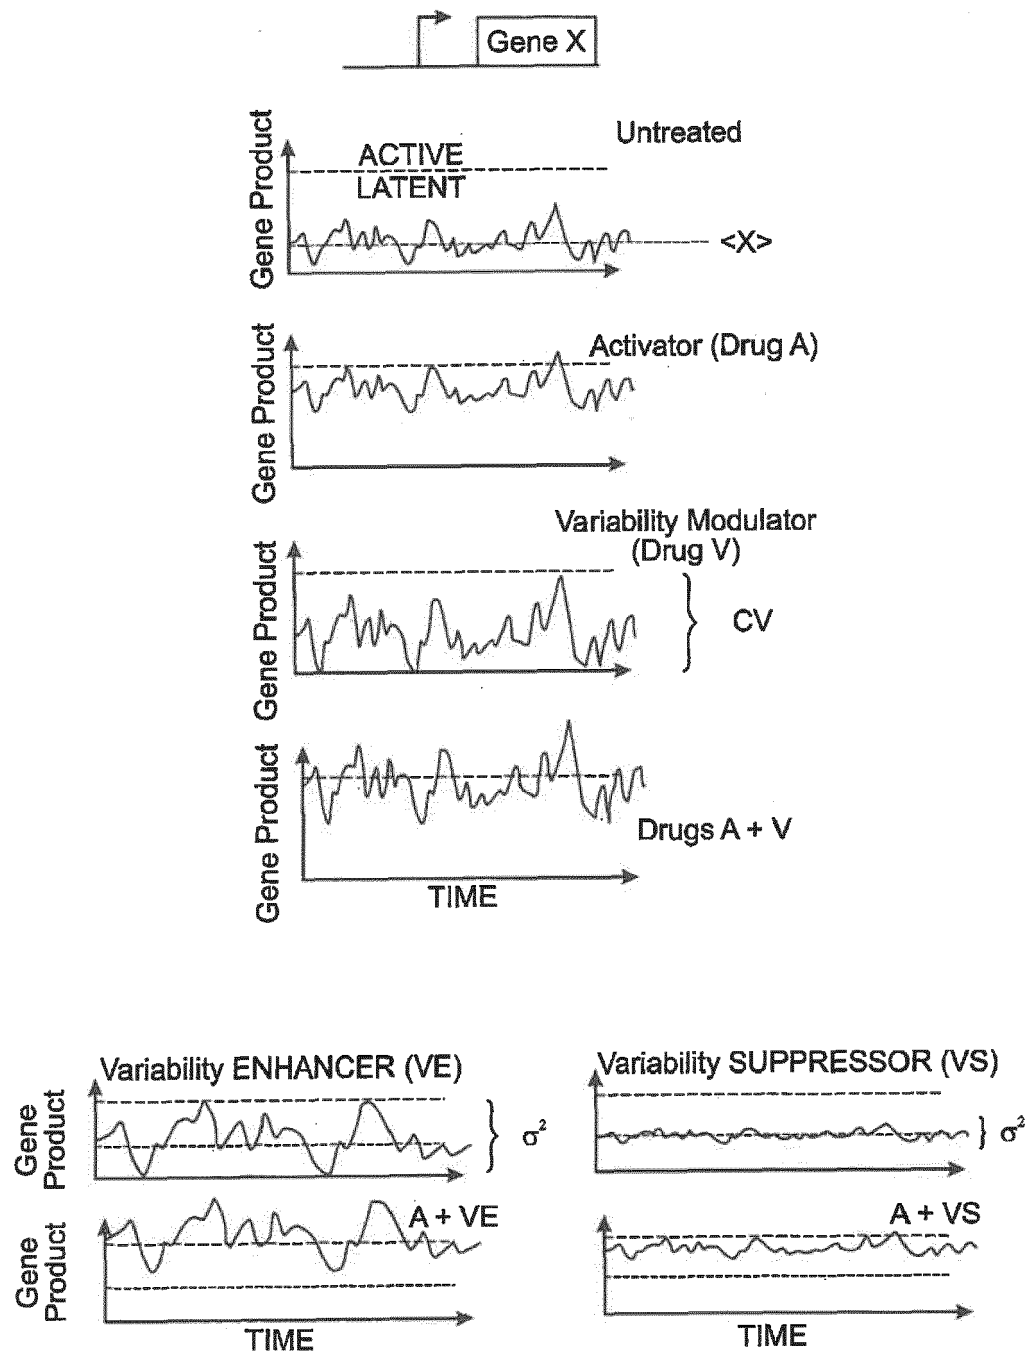 Gene X
Untreated
Gene Product
ACTIVE
LATENT
<X>
Gene Product
Activator (Drug A)
Gene Product
Variability Modulator
(Drug V)
CV
Gene Product
Drugs A + V
TIME
Variability ENHANCER (VE)
Gene
Product
σ²
Gene
Product
A + VE
TIME
Variability SUPPRESSOR (VS)
σ²
A + VS
TIME